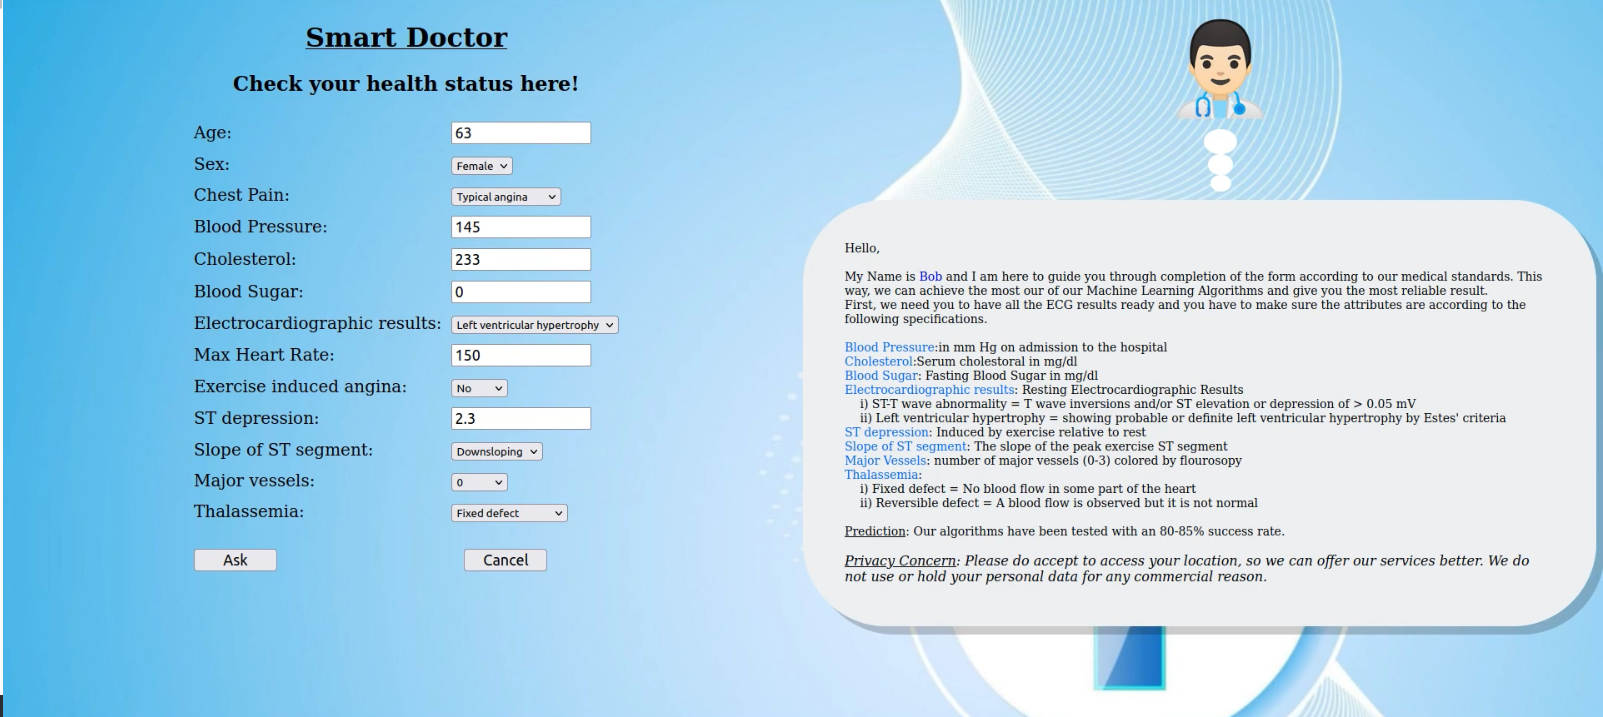 Smart Doctor
Check your health status here!
Age: 63
Sex: Female
Chest Pain: Typical angina
Blood Pressure: 145
Cholesterol: 233
Blood Sugar: 0
Electrocardiographic results: Left ventricular hypertrophy
Max Heart Rate: 150
Exercise induced angina: No
ST depression: 2.3
Slope of ST segment: Downsloping
Major vessels: 0
Thalassemia: Fixed defect
Ask Cancel
Hello,
My Name is Bob and I am here to guide you through completion of the form according to our medical standards. This
way, we can achieve the most our of our Machine Learning Algorithms and give you the most reliable result.
First, we need you to have all the ECG results ready and you have to make sure the attributes are according to the
following specifications.
Blood Pressure:in mm Hg on admission to the hospital
Cholesterol:Serum cholestoral in mg/dl
Blood Sugar: Fasting Blood Sugar in mg/dl
Electrocardiographic results: Resting Electrocardiographic Results
i) ST-T wave abnormality = T wave inversions and/or ST elevation or depression of > 0.05 mV
ii) Left ventricular hypertrophy = showing probable or definite left ventricular hypertrophy by Estes' criteria
ST depression: Induced by exercise relative to rest
Slope of ST segment: The slope of the peak exercise ST segment
Major Vessels: number of major vessels (0-3) colored by flourosopy
Thalassemia:
i) Fixed defect = No blood flow in some part of the heart
ii) Reversible defect = A blood flow is observed but it is not normal
Prediction: Our algorithms have been tested with an 80-85% success rate.
Privacy Concern: Please do accept to access your location, so we can offer our services better. We do
not use or hold your personal data for any commercial reason.